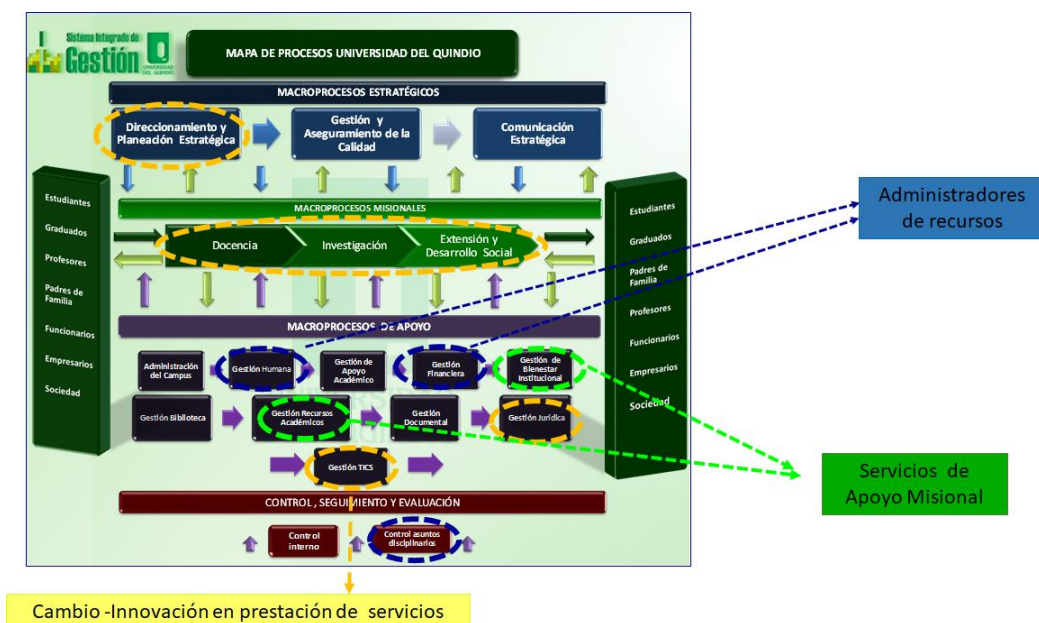 Sistema Integrado de
Gestión
UNIVERSIDAD
DEL QUINDÍO
MAPA DE PROCESOS UNIVERSIDAD DEL QUINDIO
MACROPROCESOS ESTRATÉGICOS
Direccionamiento y
Planeación Estratégica
Gestión y
Aseguramiento de la
Calidad
Comunicación
Estratégica
MACROPROCESOS MISIONALES
Docencia
Investigación
Extensión y
Desarrollo Social
Estudiantes
Graduados
Profesores
Padres de
Familia
Funcionarios
Empresarios
Sociedad
Estudiantes
Graduados
Padres de
Familia
Profesores
Funcionarios
Empresarios
Sociedad
MACROPROCESOS DE APOYO
Administración
del Campus
Gestión Humana
Gestión de
Apoyo
Académico
Gestión
Financiera
Gestión de
Bienestar
Institucional
Gestión Biblioteca
Gestión Recursos
Académicos
Gestión
Documental
Gestión Jurídica
Gestión TICS
CONTROL , SEGUIMIENTO Y EVALUACIÓN
Control
interno
Control asuntos
disciplinarios
Administradores
de recursos
Servicios de
Apoyo Misional
Cambio -Innovación en prestación de servicios